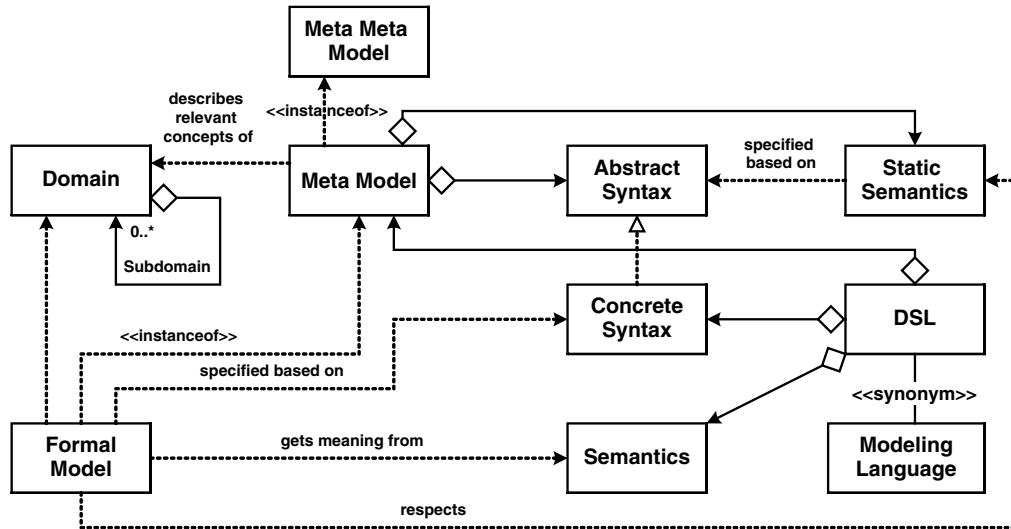 Meta Meta
Model
describes
relevant
concepts of
<<instanceof>>
Domain
Meta Model
Abstract
Syntax
specified
based on
Static
Semantics
0..*
Subdomain
<<instanceof>>
specified based on
Concrete
Syntax
DSL
<<synonym>>
Formal
Model
gets meaning from
Semantics
Modeling
Language
respects